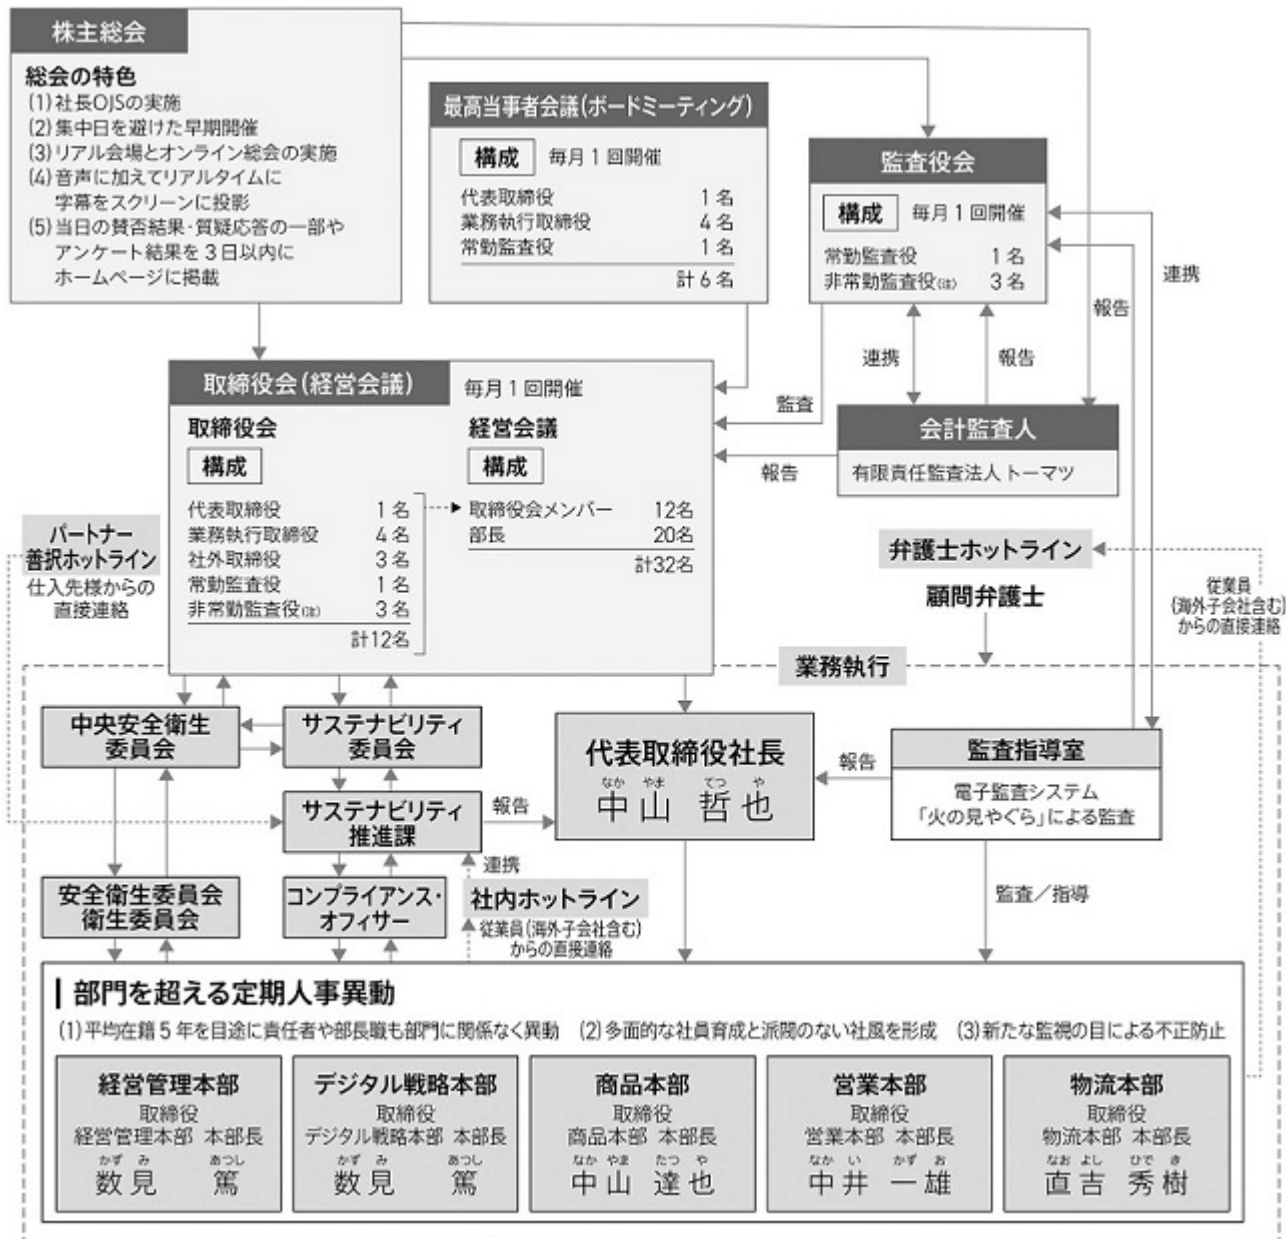 株主総会
総会の特色
(1)社長OJSの実施
(2)集中日を避けた早期開催
(3)リアル会場とオンライン総会の実施
(4)音声に加えてリアルタイムに
字幕をスクリーンに投影
(5)当日の賛否結果・質疑応答の一部や
アンケート結果を3日以内に
ホームページに掲載
最高当事者会議(ボードミーティング)
構成 毎月1回開催
代表取締役 1名
業務執行取締役 4名
常勤監査役 1名
計6名
監査役会
構成 毎月1回開催
常勤監査役 1名
非常勤監査役(注) 3名
連携
報告
連携
報告
監査
会計監査人
有限責任監査法人トーマツ
報告
取締役会(経営会議) 毎月1回開催
取締役会
構成
代表取締役 1名
業務執行取締役 4名
社外取締役 3名
常勤監査役 1名
非常勤監査役(注) 3名
計12名
経営会議
構成
取締役会メンバー 12名
部長 20名
計32名
パートナー
善択ホットライン
仕入先様からの
直接連絡
弁護士ホットライン
顧問弁護士
従業員
(海外子会社含む)
からの直接連絡
業務執行
中央安全衛生
委員会
サステナビリティ
委員会
代表取締役社長
なか やま てつ や
中山 哲也
報告
監査指導室
電子監査システム
「火の見やぐら」による監査
サステナビリティ
推進課
報告
連携
安全衛生委員会
衛生委員会
コンプライアンス・
オフィサー
社内ホットライン
従業員(海外子会社含む)
からの直接連絡
監査/指導
部門を超える定期人事異動
(1)平均在籍5年を目途に責任者や部長職も部門に関係なく異動 (2)多面的な社員育成と派閥のない社風を形成 (3)新たな監視の目による不正防止
経営管理本部
取締役
経営管理本部 本部長
かず み あつし
数見 篤
デジタル戦略本部
取締役
デジタル戦略本部 本部長
かず み あつし
数見 篤
商品本部
取締役
商品本部 本部長
なか やま たつ や
中山 達也
営業本部
取締役
営業本部 本部長
なか い かず お
中井 一雄
物流本部
取締役
物流本部 本部長
なお よし ひで き
直吉 秀樹